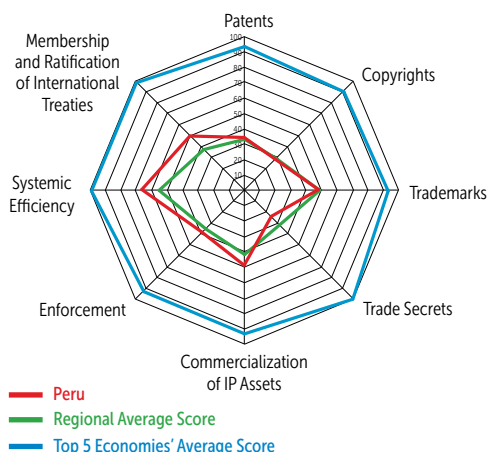 Patents
Membership
and Ratification
of International
Treaties
Copyrights
100
90
80
70
60
50
40
30
20
10
0
Systemic
Efficiency
Trademarks
Enforcement
Trade Secrets
Commercialization
of IP Assets
Peru
Regional Average Score
Top 5 Economies' Average Score